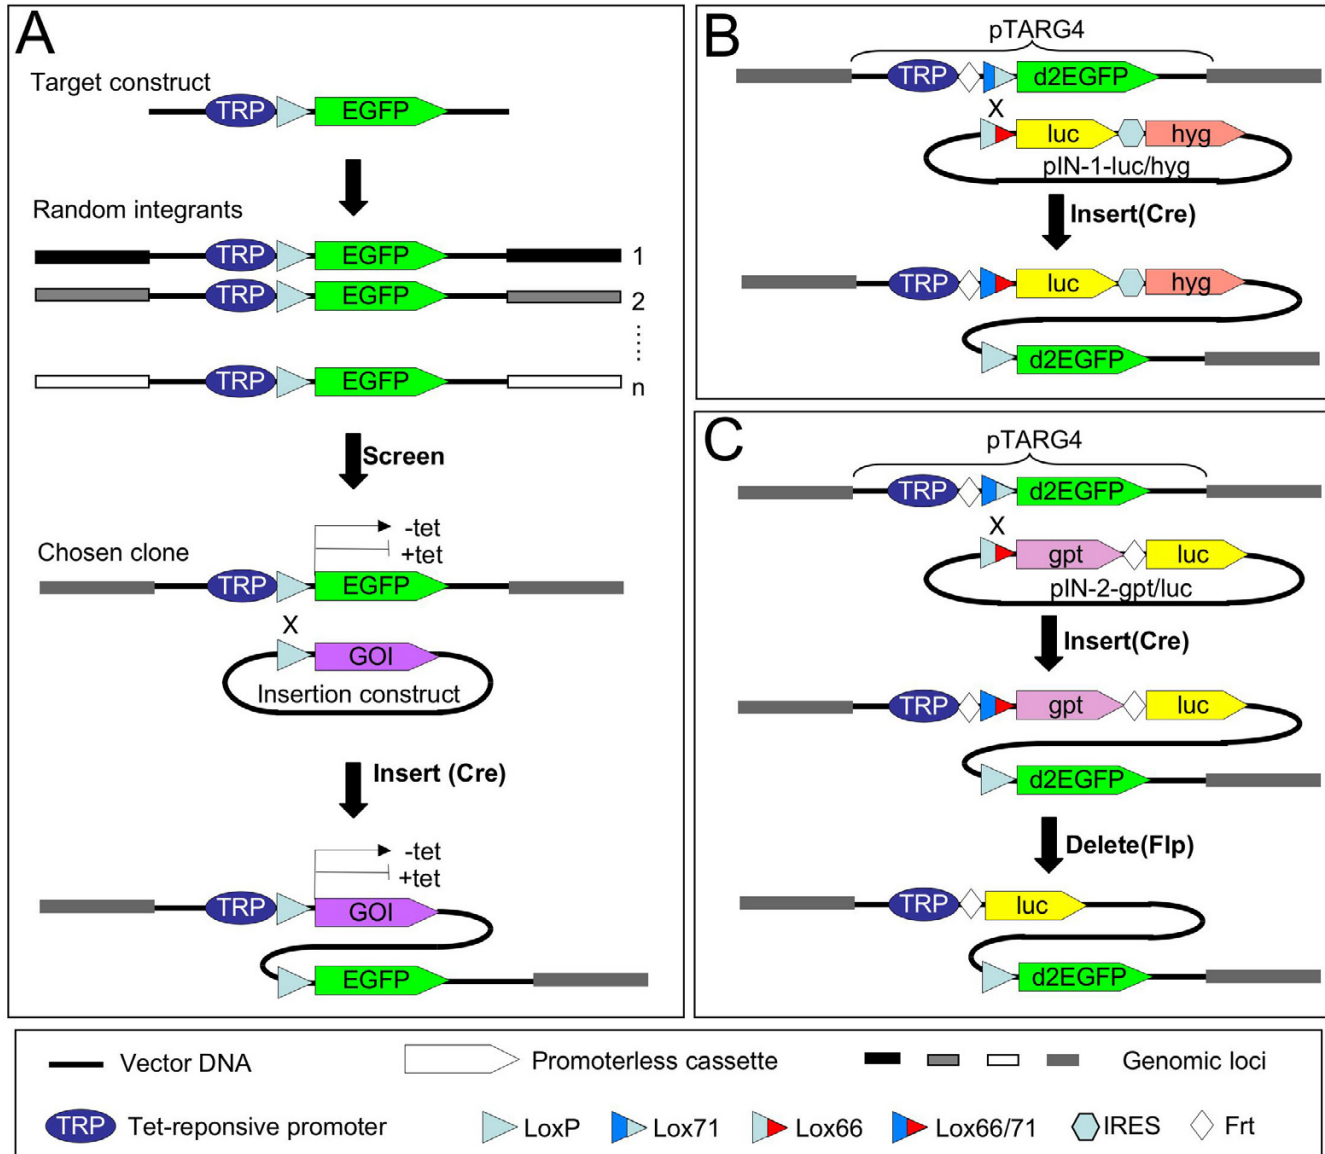 A
Target construct
TRP EGFP
Random integrants
TRP EGFP 1
TRP EGFP 2
TRP EGFP n
Screen
-tet
+tet
Chosen clone
TRP EGFP
X
GOI
Insertion construct
Insert (Cre)
-tet
+tet
TRP GOI
EGFP
B
pTARG4
TRP d2EGFP
X
luc hyg
pIN-1-luc/hyg
Insert(Cre)
TRP luc hyg
d2EGFP
C
pTARG4
TRP d2EGFP
X
gpt luc
pIN-2-gpt/luc
Insert(Cre)
TRP gpt luc
d2EGFP
Delete(Flp)
TRP luc
d2EGFP
Vector DNA Promoterless cassette Genomic loci
TRP Tet-reponsive promoter LoxP Lox71 Lox66 Lox66/71 IRES Frt